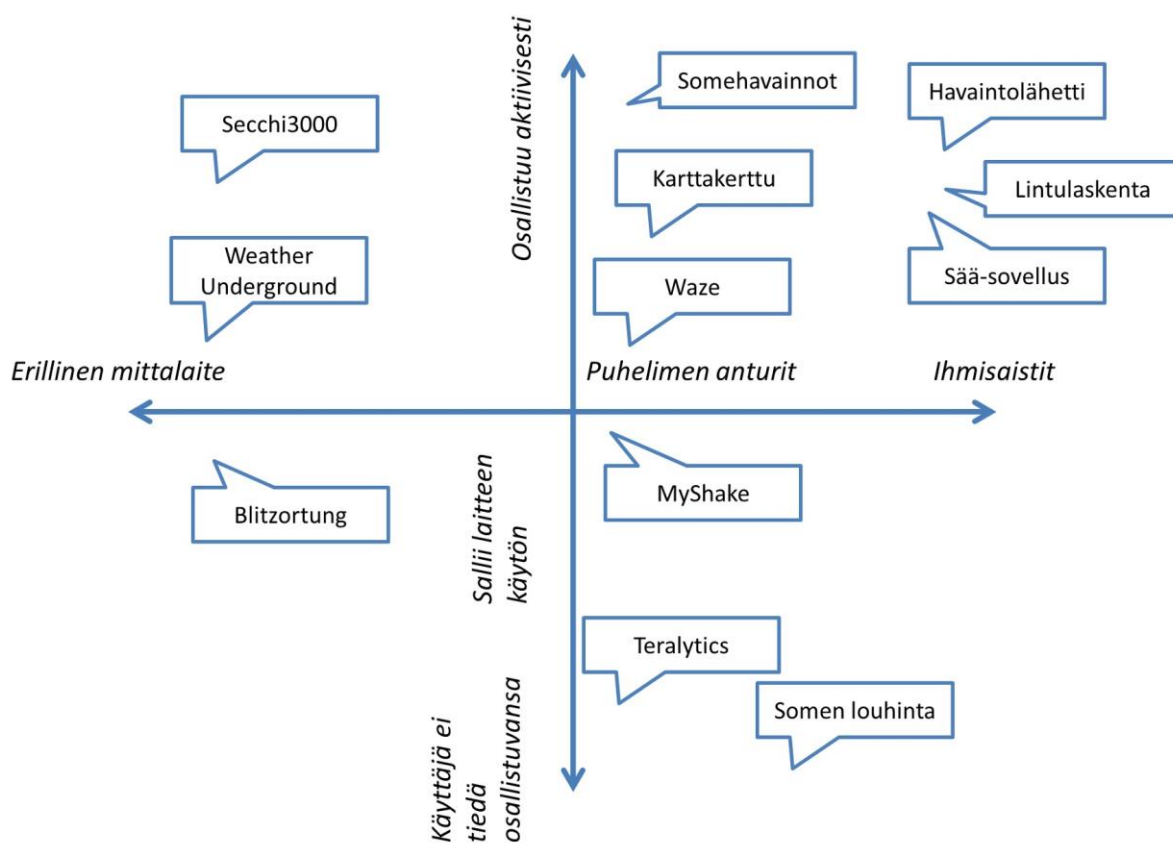 Osallistuu aktiivisesti
Somehavainnot
Havaintolähetti
Secchi3000
Karttakerttu
Lintulaskenta
Weather
Underground
Waze
Sää-sovellus
Erillinen mittalaite
Puhelimen anturit
Ihmisaistit
Blitzortung
Sallii laitteen
käytön
MyShake
Teralytics
Somen louhinta
Käyttäjä ei
tiedä
osallistuvansa